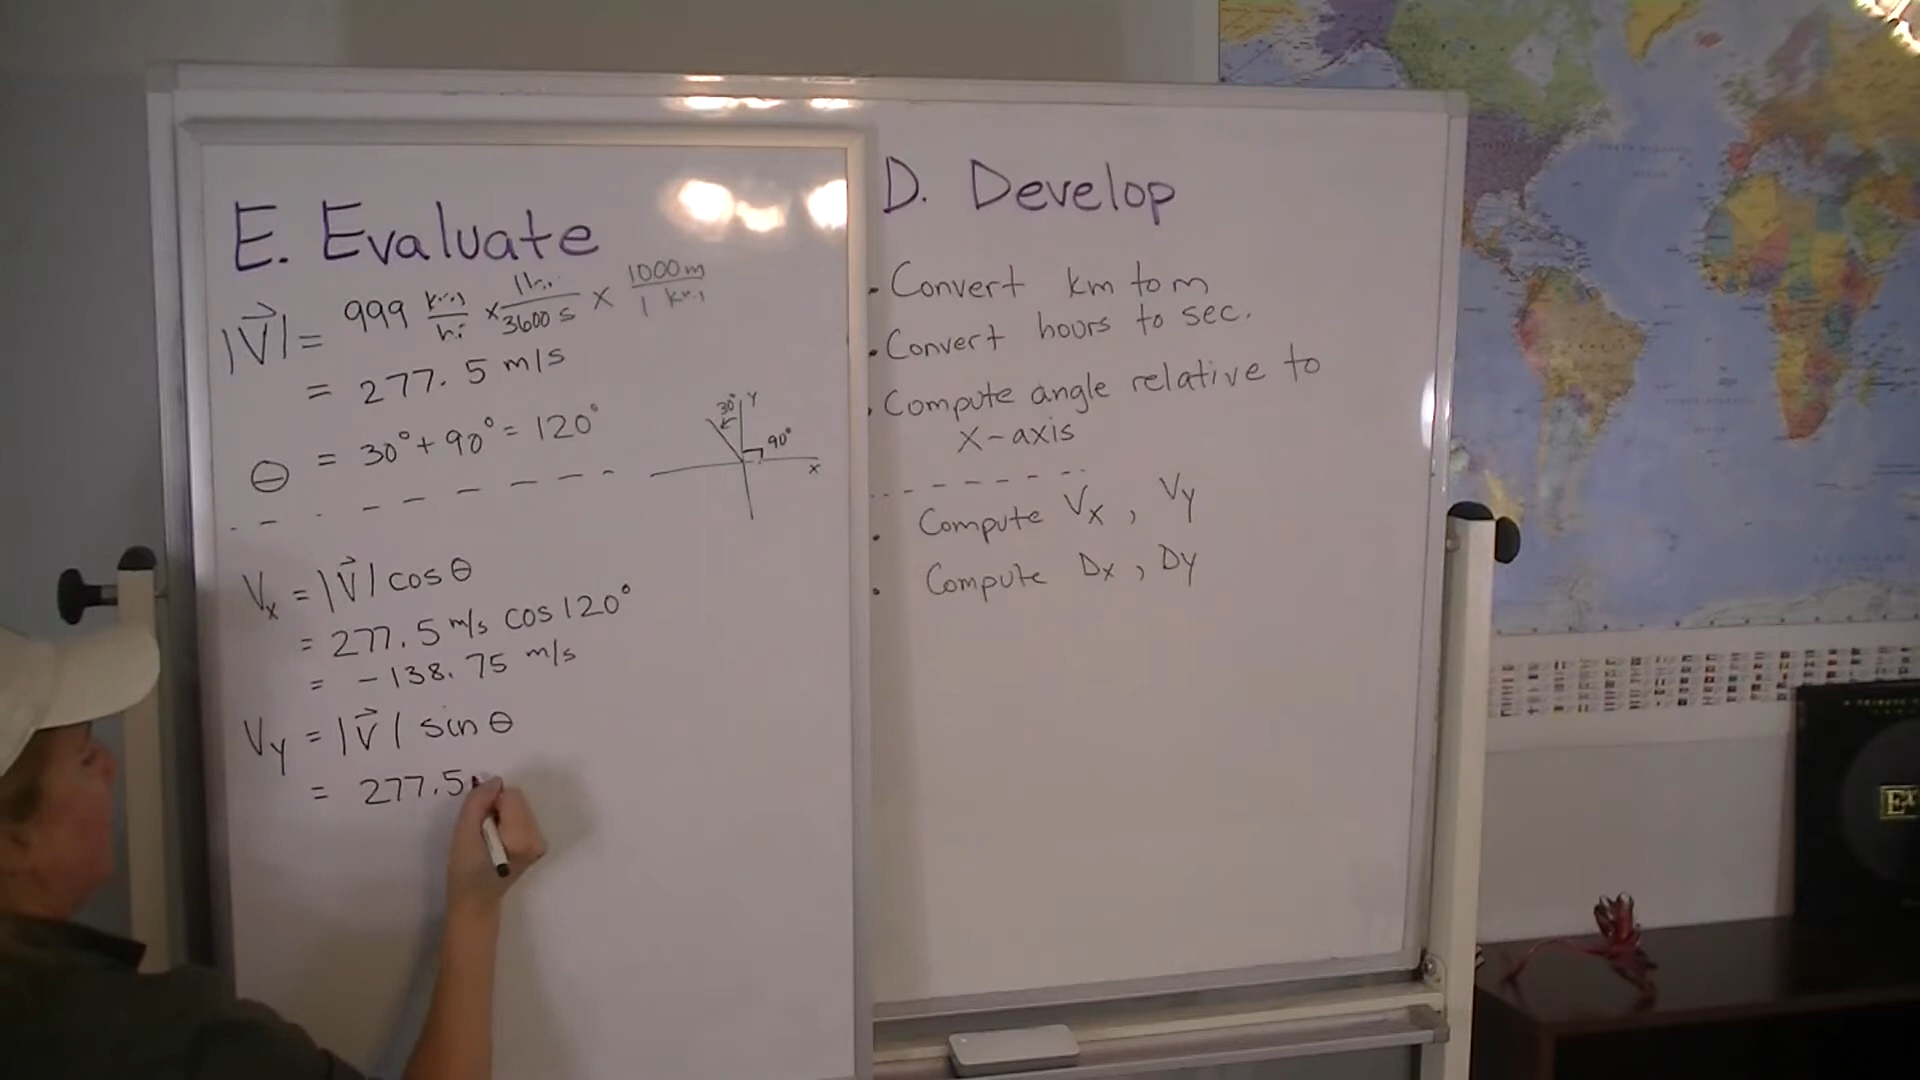 E. Evaluate
|V⃗| = 999 km/hr × 1hr/3600 s × 1000m/1 km
= 277.5 m/s
θ = 30° + 90° = 120°
30° Y
90°
x
Vx = |V⃗| cos θ
= 277.5 m/s cos 120°
= -138.75 m/s
Vy = |V⃗| sin θ
= 277.5
D. Develop
• Convert km to m
• Convert hours to sec.
• Compute angle relative to
X-axis
• Compute Vx, Vy
• Compute Dx, Dy